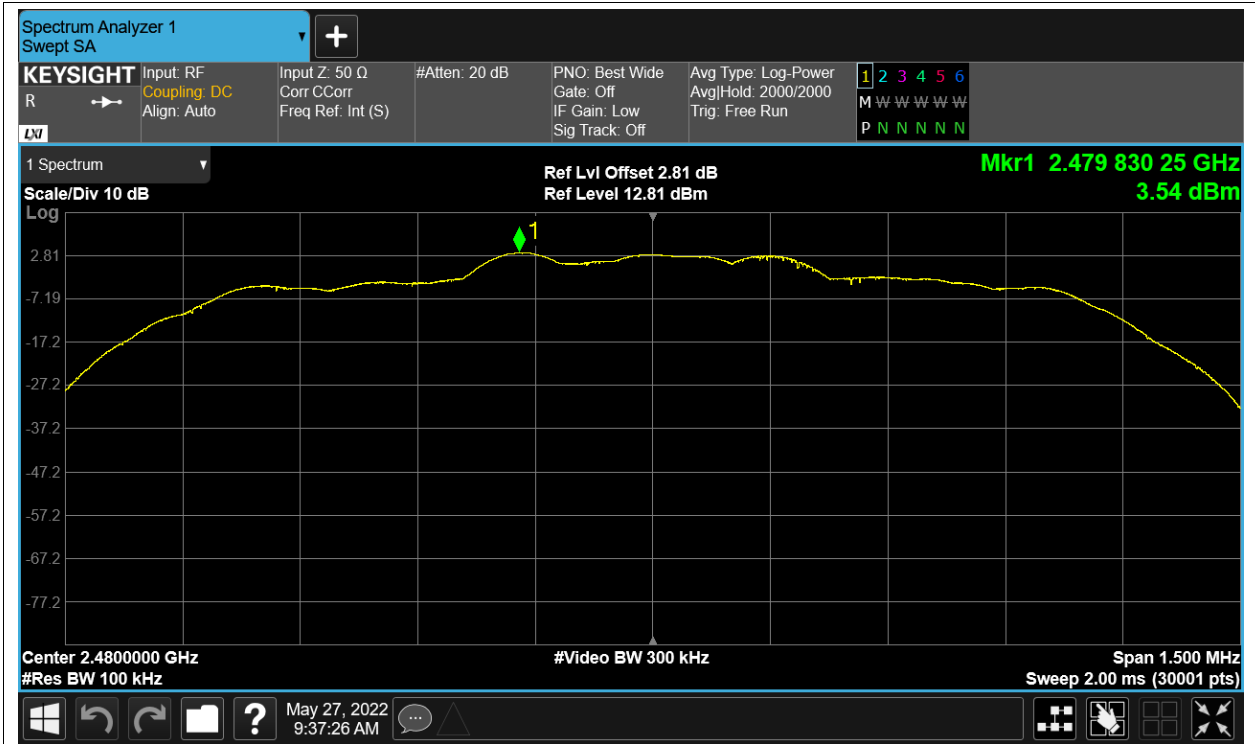 Spectrum Analyzer 1
Swept SA
+
KEYSIGHT
R
LXI
Input: RF
Coupling: DC
Align: Auto
Input Z: 50 Ω
Corr CCorr
Freq Ref: Int (S)
#Atten: 20 dB
PNO: Best Wide
Gate: Off
IF Gain: Low
Sig Track: Off
Avg Type: Log-Power
Avg|Hold: 2000/2000
Trig: Free Run
1 2 3 4 5 6
M W W W W W
P N N N N N
1 Spectrum
Scale/Div 10 dB
Log
Ref Lvl Offset 2.81 dB
Ref Level 12.81 dBm
Mkr1 2.479 830 25 GHz
3.54 dBm
1
2.81
-7.19
-17.2
-27.2
-37.2
-47.2
-57.2
-67.2
-77.2
Center 2.4800000 GHz
#Res BW 100 kHz
#Video BW 300 kHz
Span 1.500 MHz
Sweep 2.00 ms (30001 pts)
?
May 27, 2022
9:37:26 AM